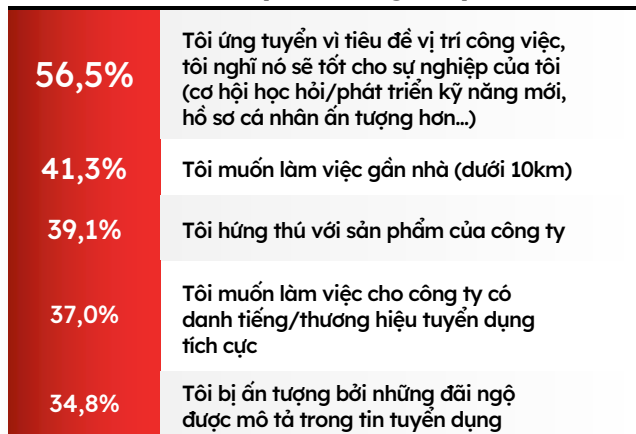 56,5%
Tôi ứng tuyển vì tiêu đề vị trí công việc,
tôi nghĩ nó sẽ tốt cho sự nghiệp của tôi
(cơ hội học hỏi/phát triển kỹ năng mới,
hồ sơ cá nhân ấn tượng hơn...)
41,3%
Tôi muốn làm việc gần nhà (dưới 10km)
39,1%
Tôi hứng thú với sản phẩm của công ty
37,0%
Tôi muốn làm việc cho công ty có
danh tiếng/thương hiệu tuyển dụng
tích cực
34,8%
Tôi bị ấn tượng bởi những đãi ngộ
được mô tả trong tin tuyển dụng